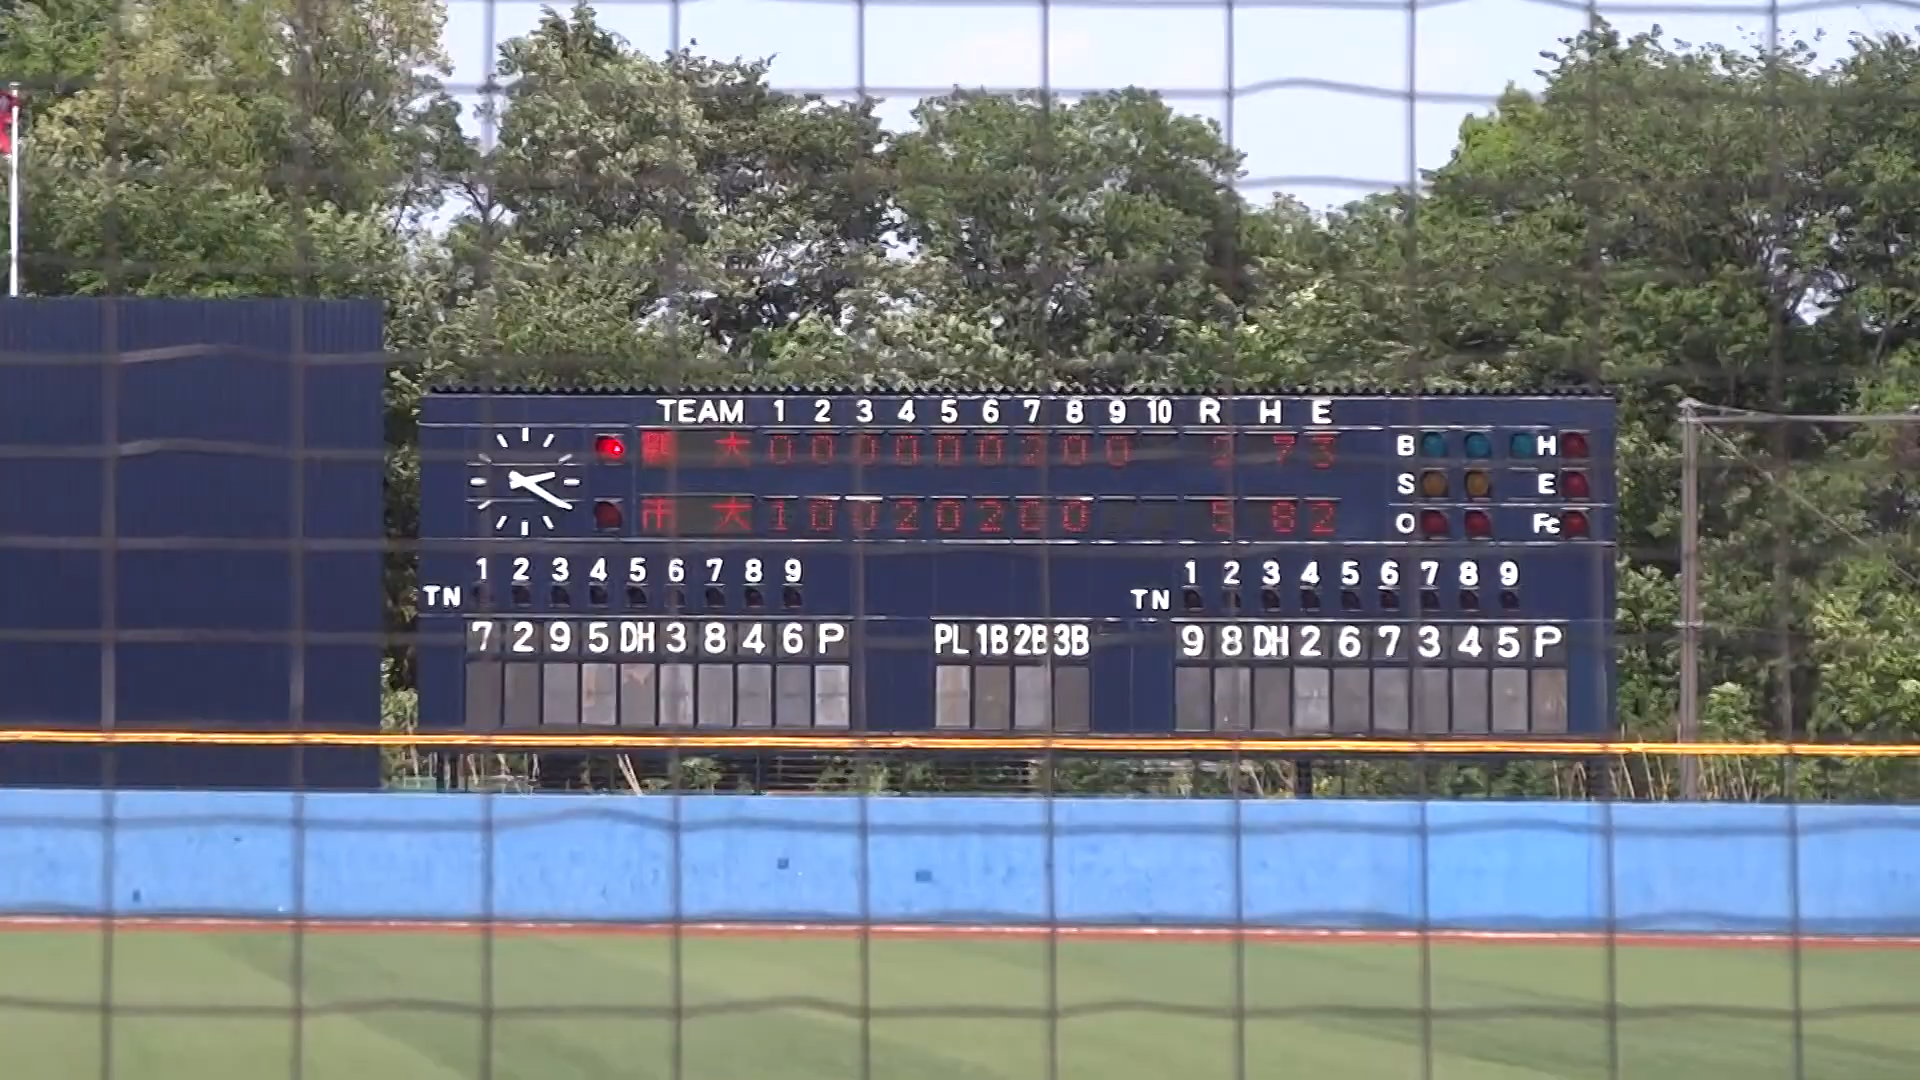 TEAM 1 2 3 4 5 6 7 8 9 10 R H E
大 0 0 0 0 0 0 2 0 0 2 7 3 B H
S E
市 大 1 0 0 2 0 2 0 0 5 8 2 O Fc
1 2 3 4 5 6 7 8 9 1 2 3 4 5 6 7 8 9
TN TN
7 2 9 5 DH 3 8 4 6 P PL 1B 2B 3B 9 8 DH 2 6 7 3 4 5 P